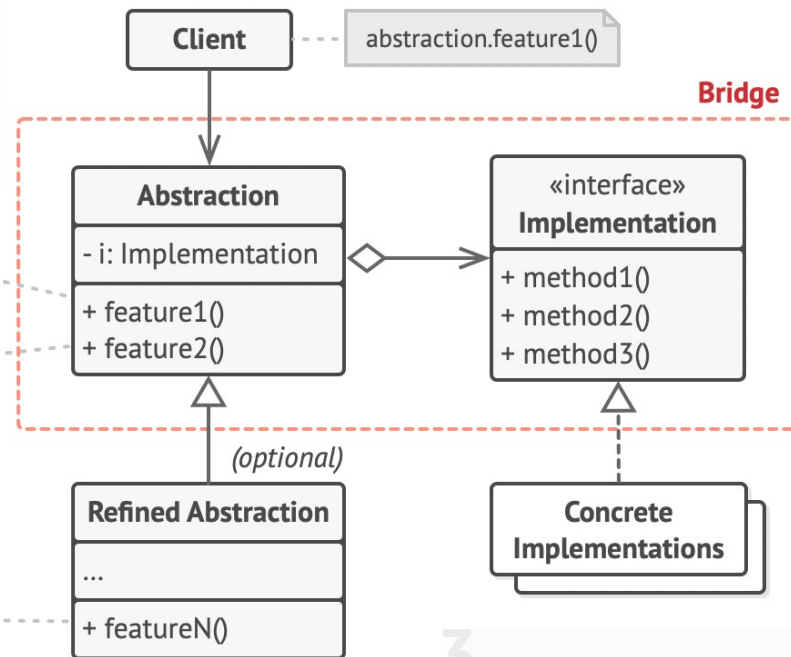 Client
abstraction.feature1()
Bridge
Abstraction
- i: Implementation
+ feature1()
+ feature2()
«interface»
Implementation
+ method1()
+ method2()
+ method3()
(optional)
Refined Abstraction
...
+ featureN()
Concrete
Implementations
3